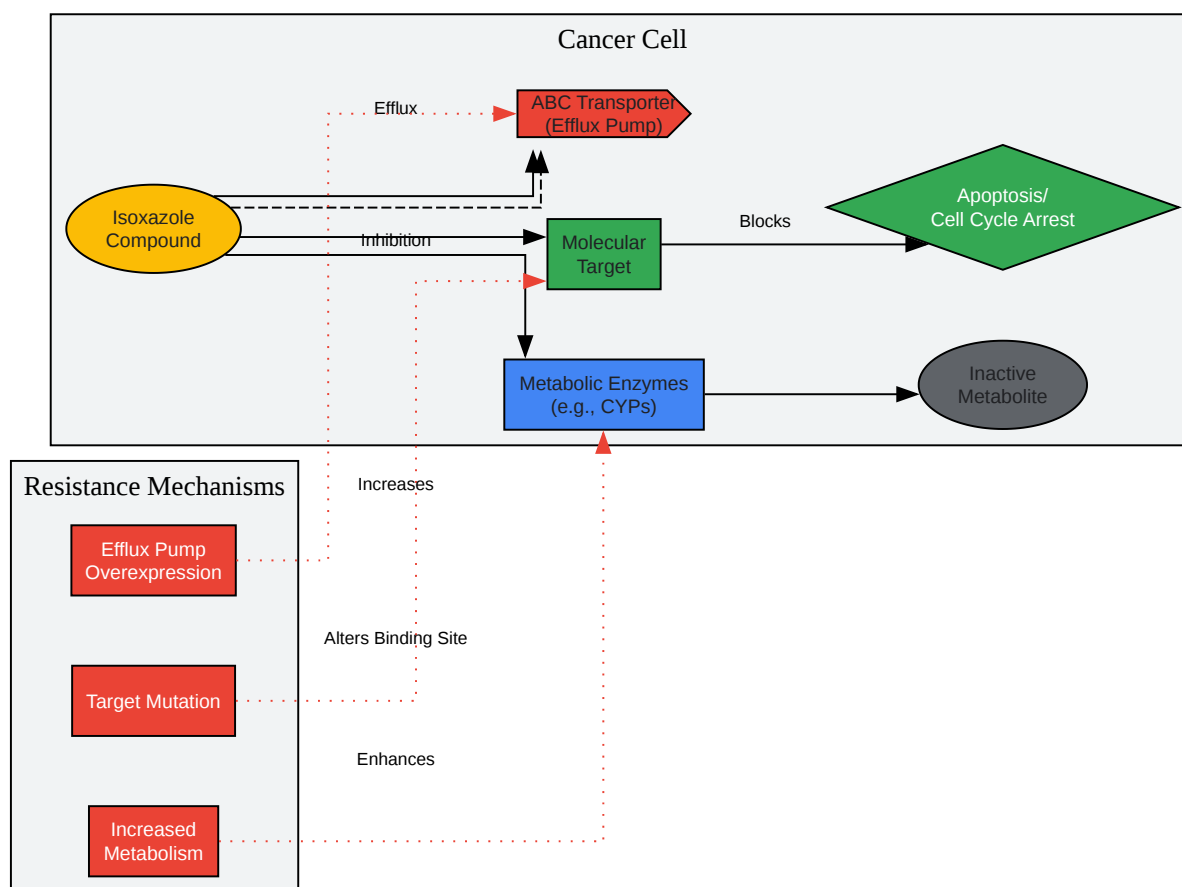 Cancer Cell
Efflux
ABC Transporter
(Efflux Pump)
Isoxazole
Compound
Inhibition
Molecular
Target
Blocks
Apoptosis/
Cell Cycle Arrest
Metabolic Enzymes
(e.g., CYPs)
Inactive
Metabolite
Resistance Mechanisms
Increases
Efflux Pump
Overexpression
Alters Binding Site
Target Mutation
Enhances
Increased
Metabolism